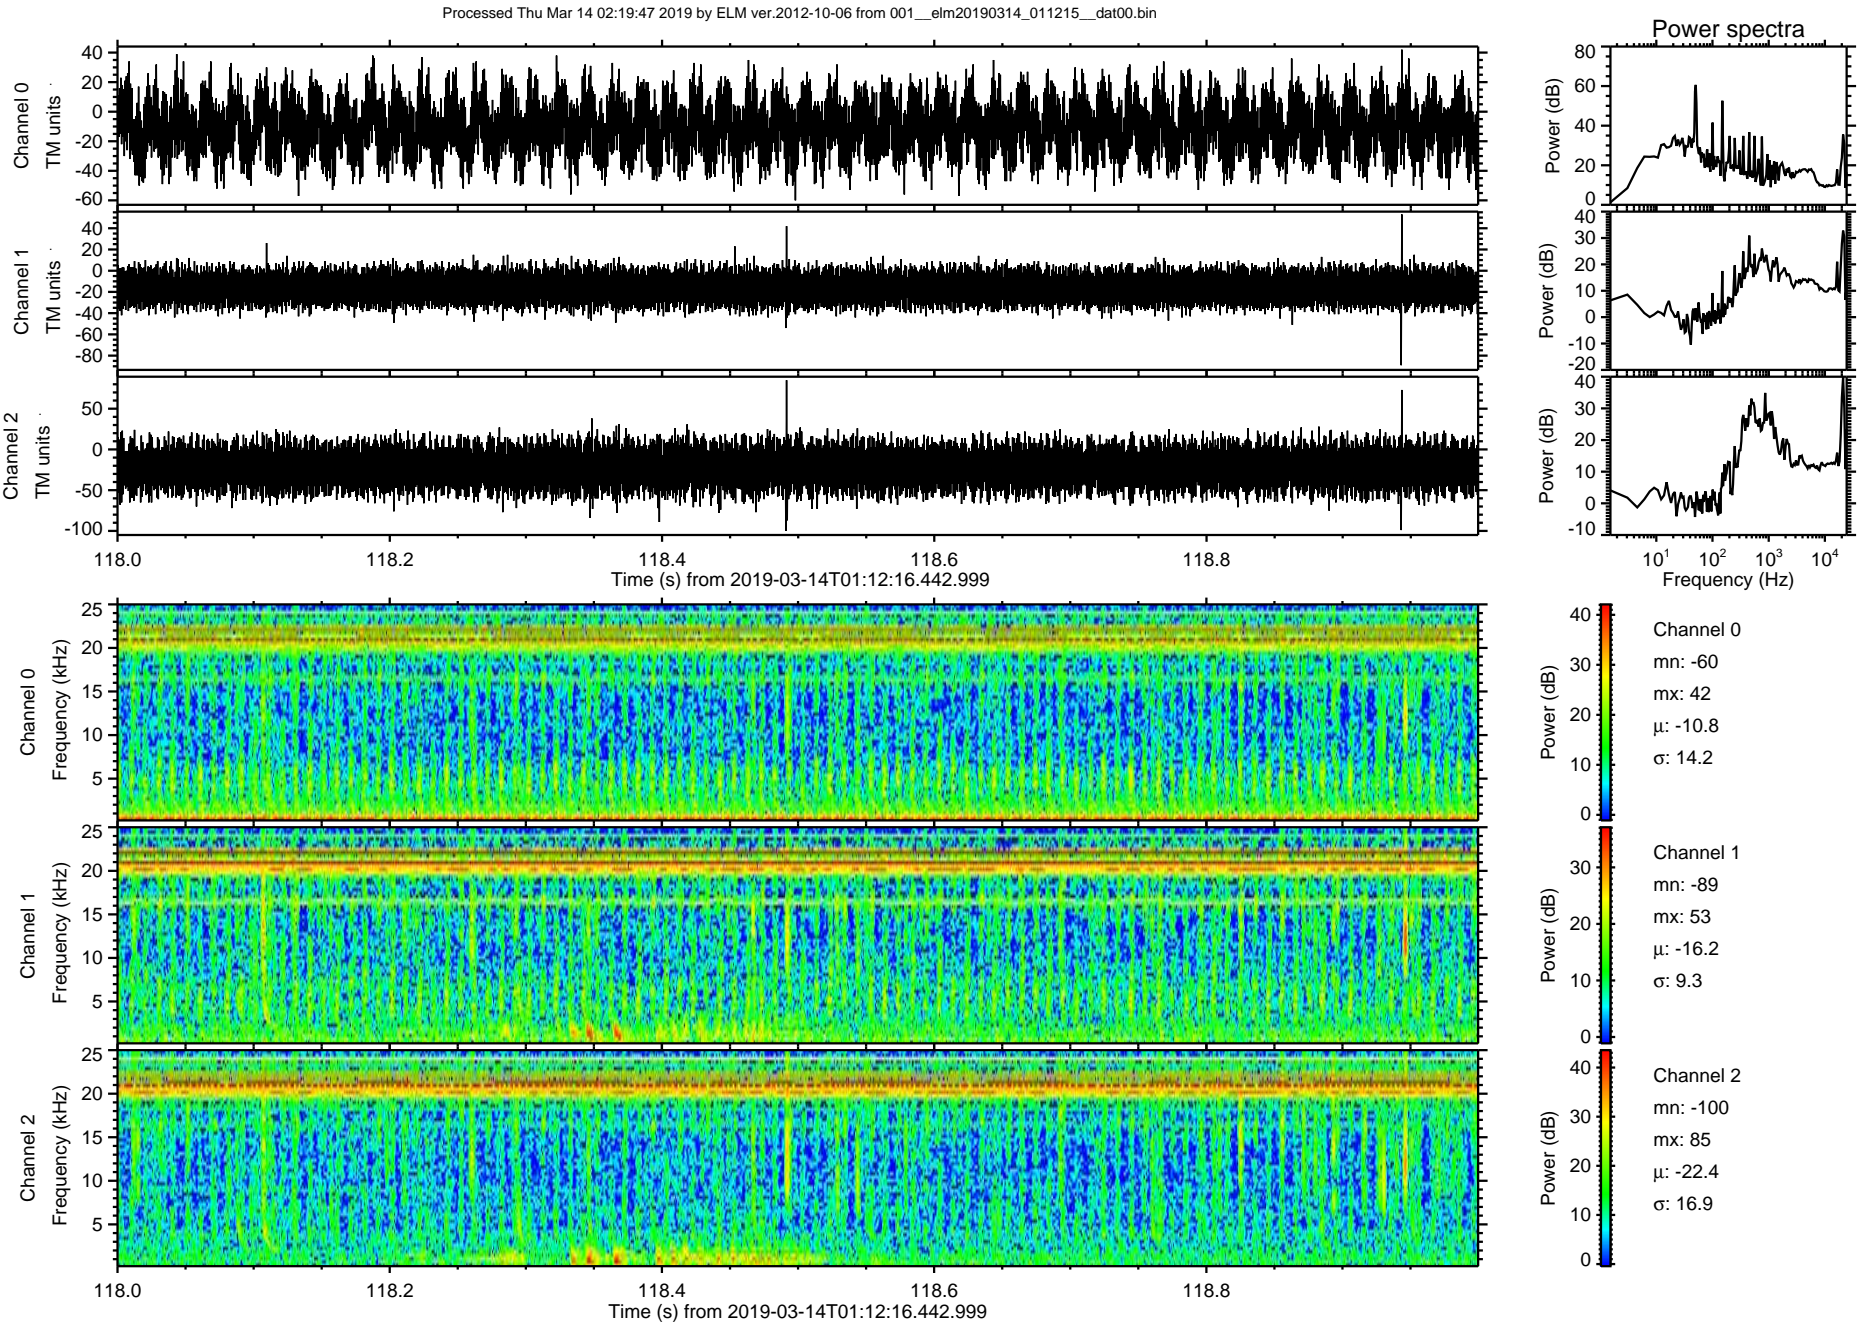 Processed Thu Mar 14 02:19:47 2019 by ELM ver.2012-10-06 from 001__elm20190314_011215__dat00.bin
Power spectra
Channel 0
TM units
40
20
0
-20
-40
-60
Power (dB)
80
60
40
20
0
Channel 1
TM units
40
20
0
-20
-40
-60
-80
Power (dB)
40
30
20
10
0
-10
-20
Channel 2
TM units
50
0
-50
-100
Power (dB)
40
30
20
10
0
-10
118.0 118.2 118.4 118.6 118.8
Time (s) from 2019-03-14T01:12:16.442.999
10^1 10^2 10^3 10^4
Frequency (Hz)
Channel 0
Frequency (kHz)
25
20
15
10
5
Power (dB)
40
30
20
10
0
Channel 0
mn: -60
mx: 42
μ: -10.8
σ: 14.2
Channel 1
Frequency (kHz)
25
20
15
10
5
Power (dB)
30
20
10
0
Channel 1
mn: -89
mx: 53
μ: -16.2
σ: 9.3
Channel 2
Frequency (kHz)
25
20
15
10
5
Power (dB)
40
30
20
10
0
Channel 2
mn: -100
mx: 85
μ: -22.4
σ: 16.9
118.0 118.2 118.4 118.6 118.8
Time (s) from 2019-03-14T01:12:16.442.999